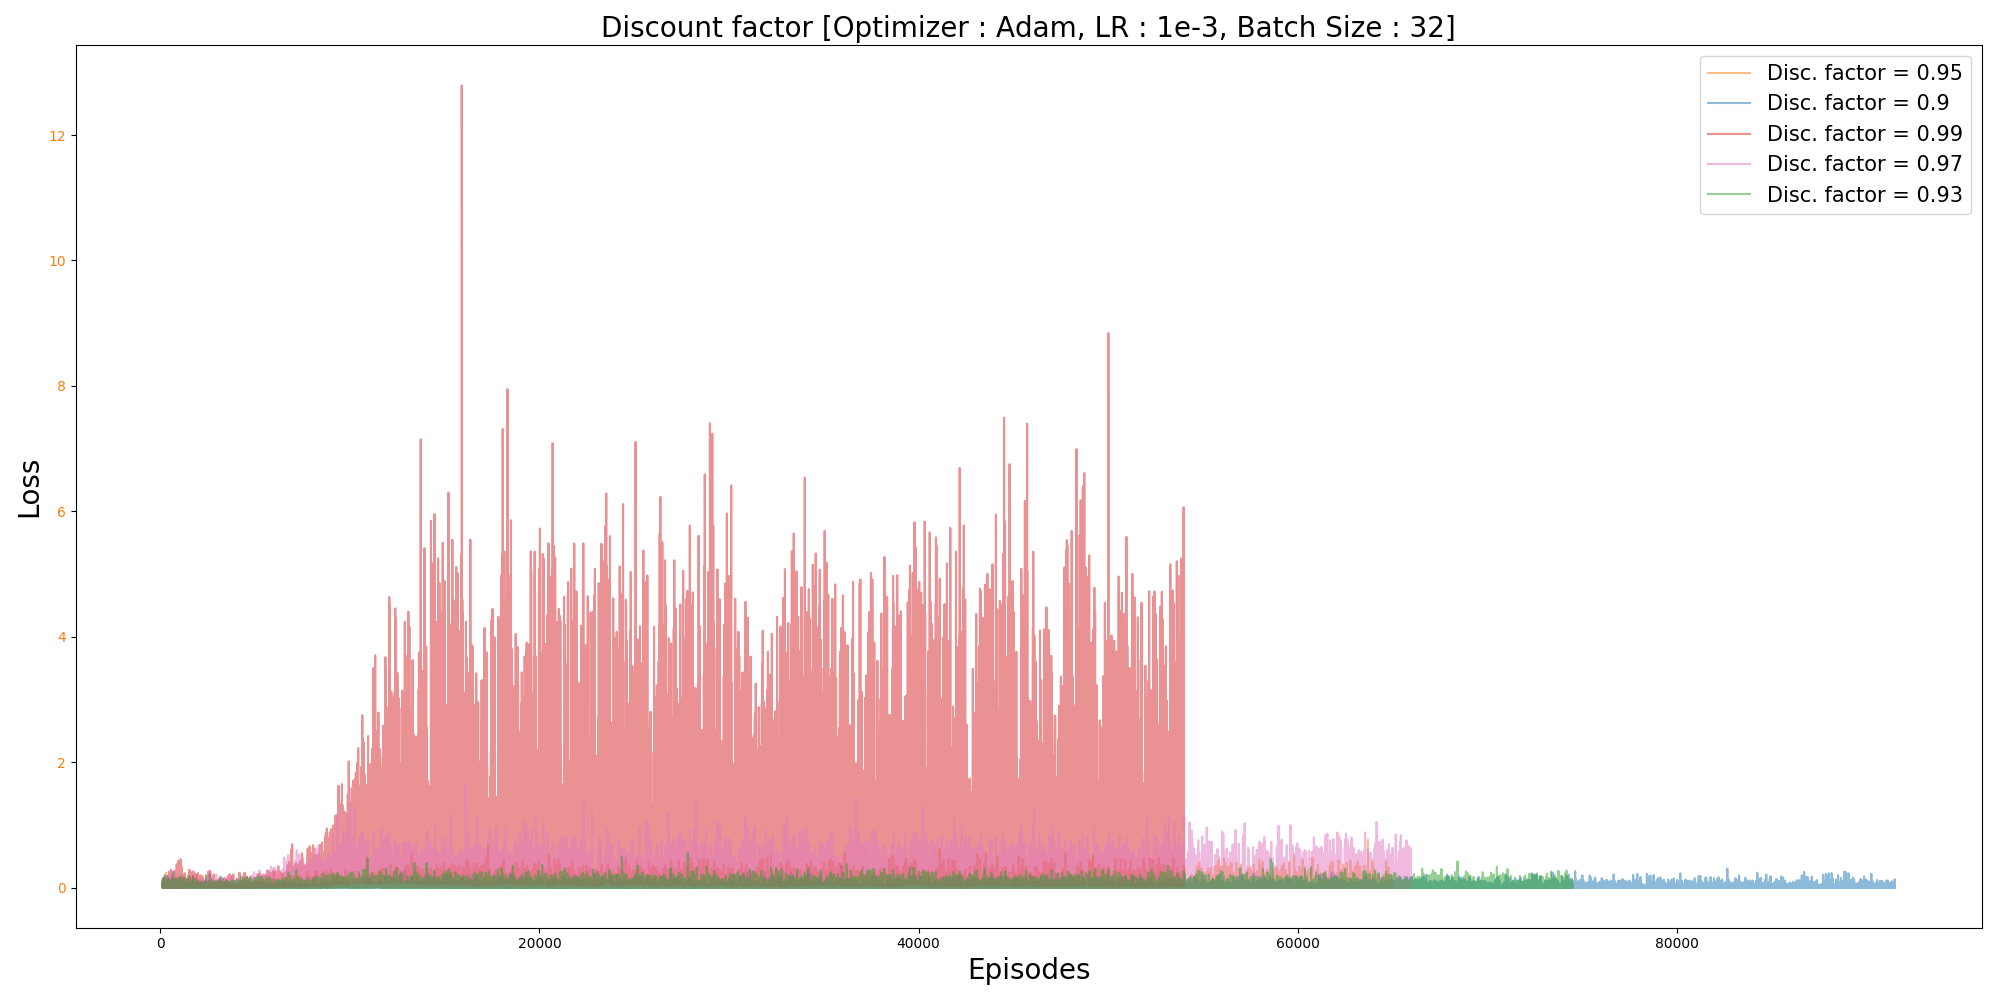 Discount factor [Optimizer : Adam, LR : 1e-3, Batch Size : 32]
Disc. factor = 0.95
Disc. factor = 0.9
Disc. factor = 0.99
Disc. factor = 0.97
Disc. factor = 0.93
12
10
8
6
4
2
0
Loss
0 20000 40000 60000 80000
Episodes